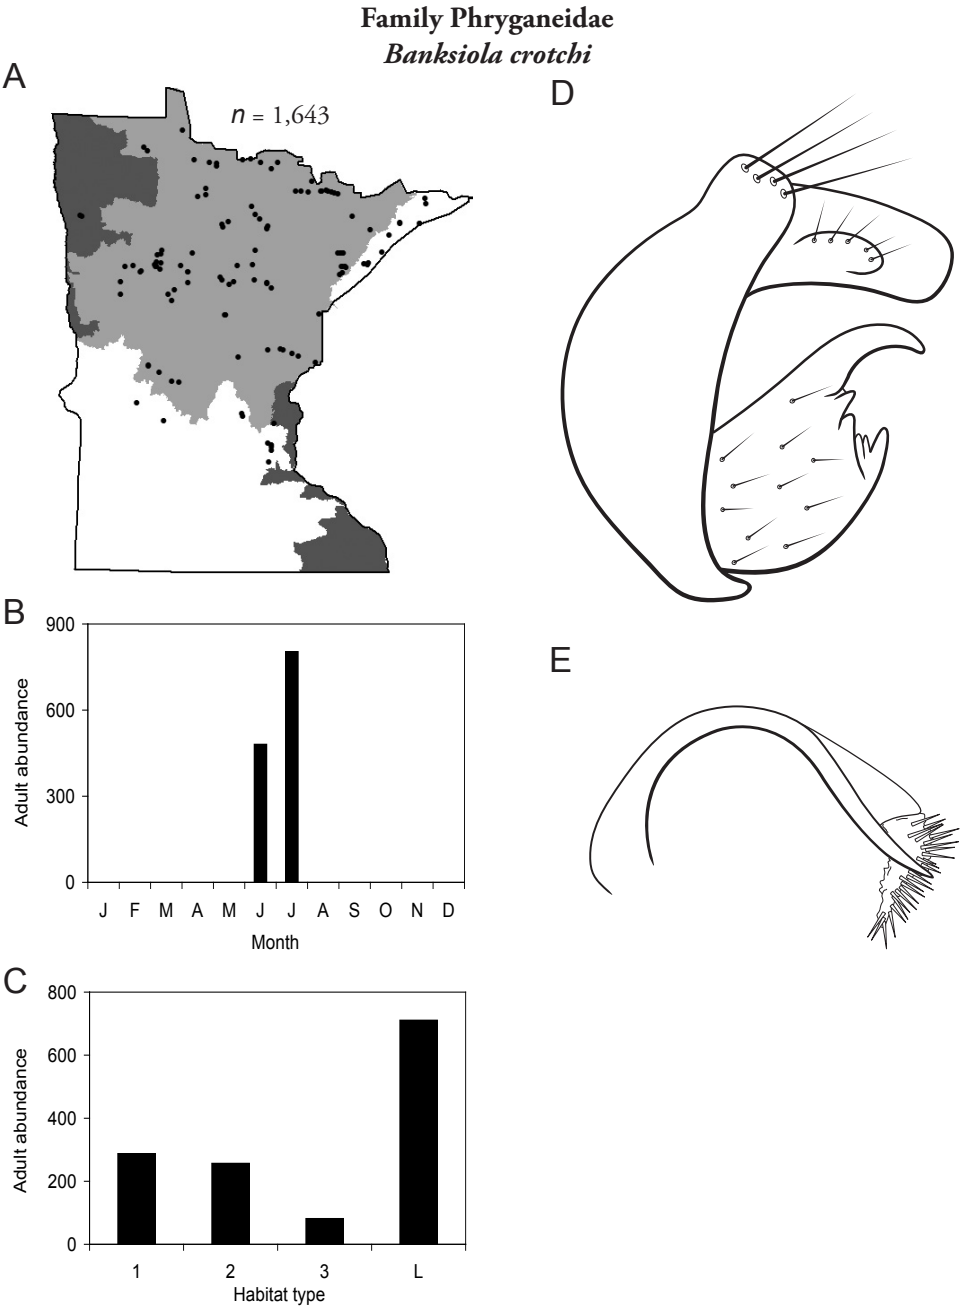 Family Phryganeidae
Banksiola crotchi
A
n = 1,643
D
B
900
600
300
0
Adult abundance
J F M A M J J A S O N D
Month
E
C
800
600
400
200
0
Adult abundance
1 2 3 L
Habitat type